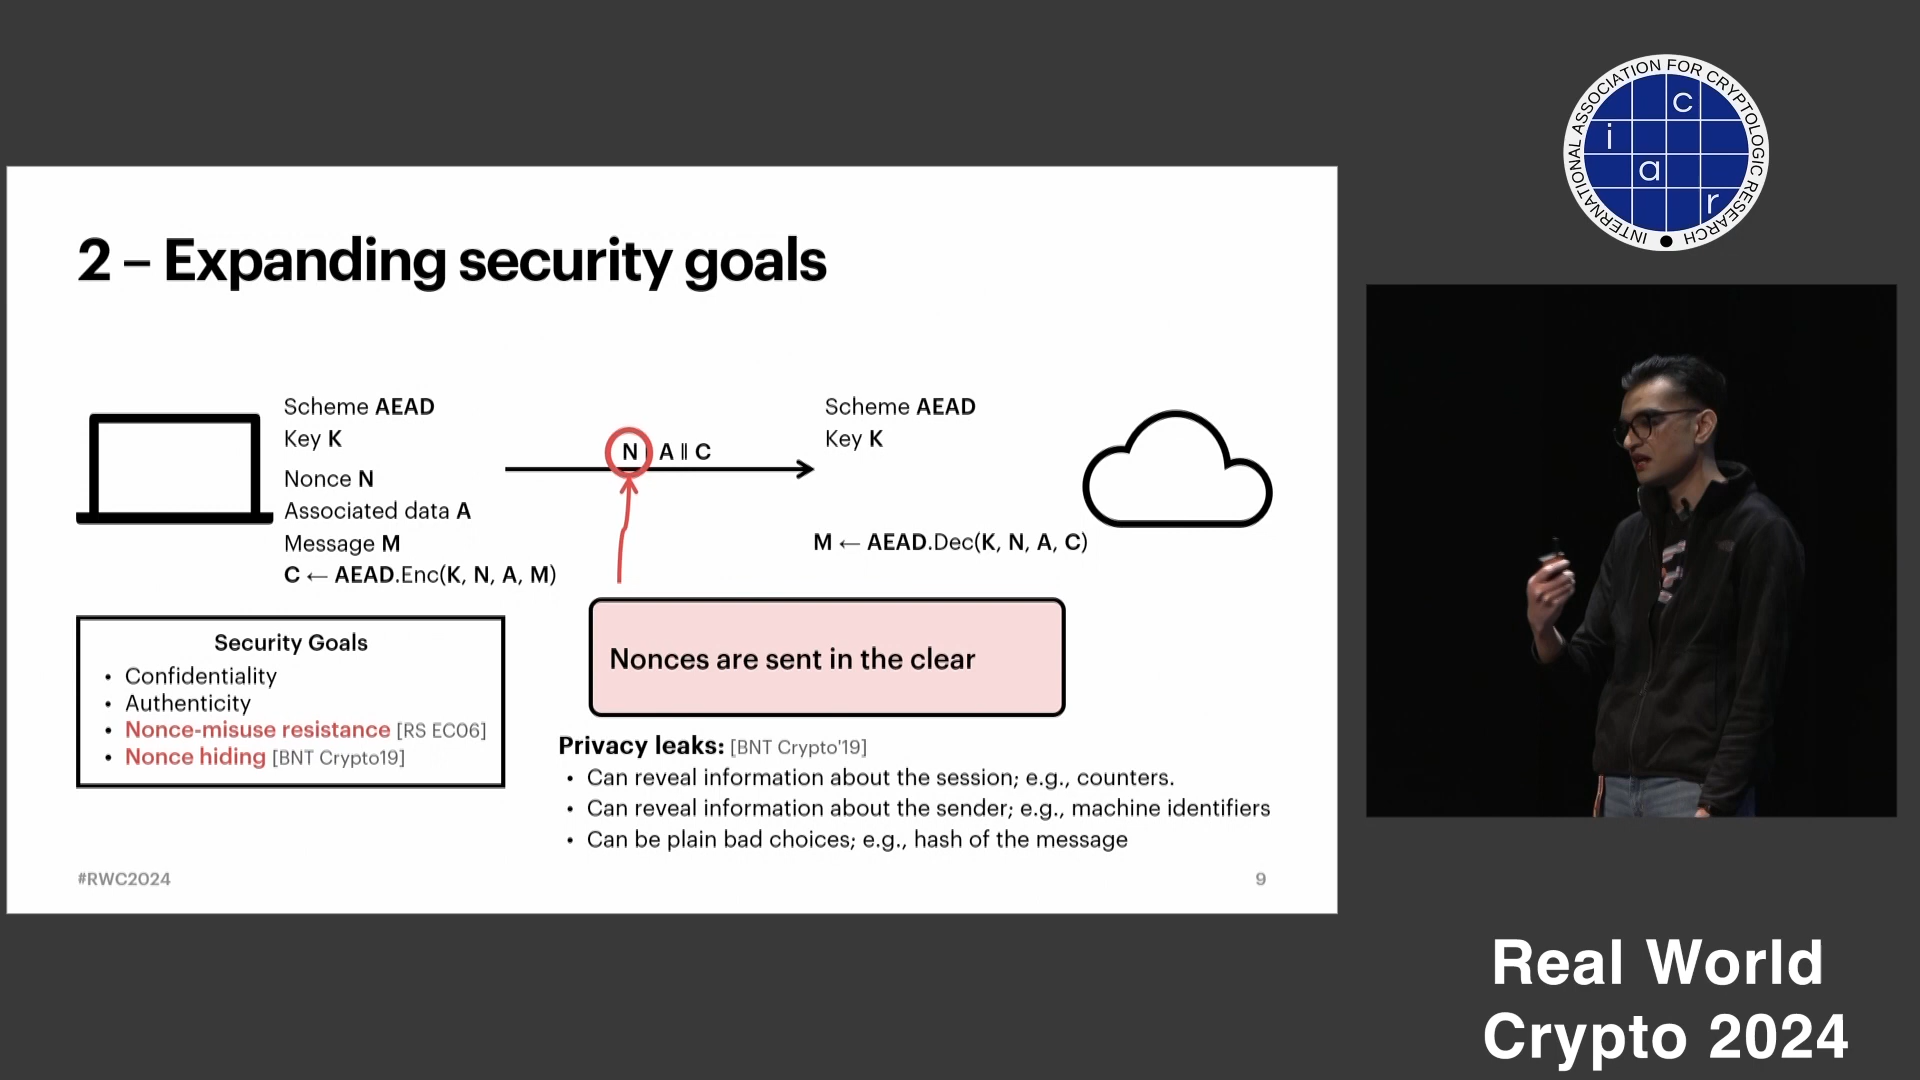 INTERNATIONAL ASSOCIATION FOR CRYPTOLOGIC RESEARCH
i a c r
2 – Expanding security goals
Scheme AEAD
Key K
Nonce N
Associated data A
Message M
C ← AEAD.Enc(K, N, A, M)
N A ∥ C
Scheme AEAD
Key K
M ← AEAD.Dec(K, N, A, C)
Security Goals
• Confidentiality
• Authenticity
• Nonce-misuse resistance [RS EC06]
• Nonce hiding [BNT Crypto19]
Nonces are sent in the clear
Privacy leaks: [BNT Crypto'19]
• Can reveal information about the session; e.g., counters.
• Can reveal information about the sender; e.g., machine identifiers
• Can be plain bad choices; e.g., hash of the message
#RWC2024
9
Real World
Crypto 2024